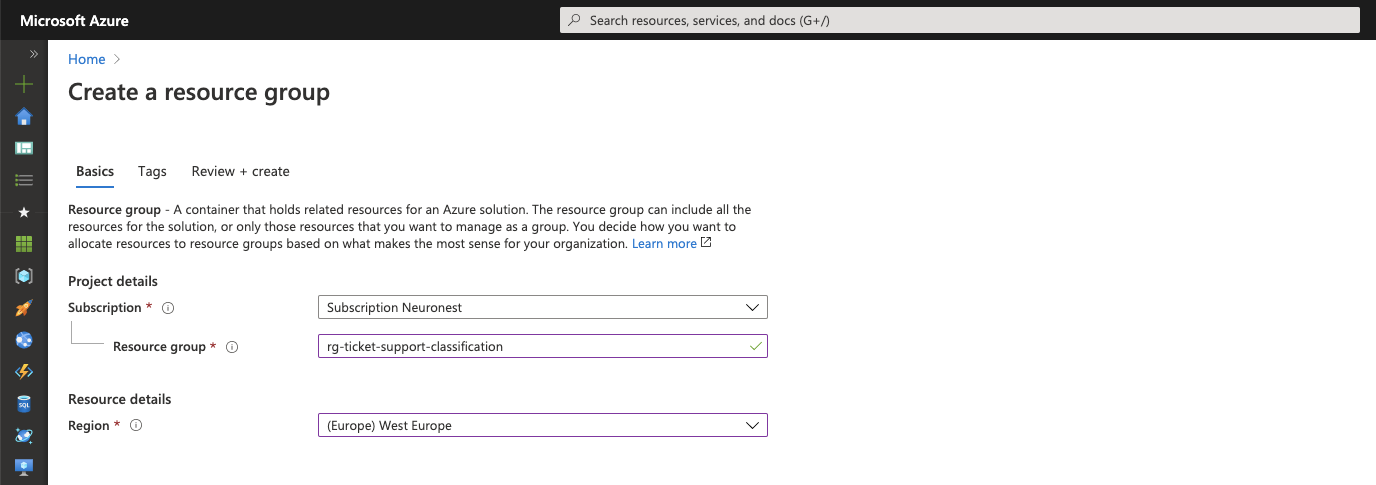 Microsoft Azure
Search resources, services, and docs (G+/)
Home
Create a resource group
Basics Tags Review + create
Resource group - A container that holds related resources for an Azure solution. The resource group can include all the
resources for the solution, or only those resources that you want to manage as a group. You decide how you want to
allocate resources to resource groups based on what makes the most sense for your organization. Learn more
Project details
Subscription * Subscription Neuronest
Resource group * rg-ticket-support-classification
Resource details
Region * (Europe) West Europe
SQL